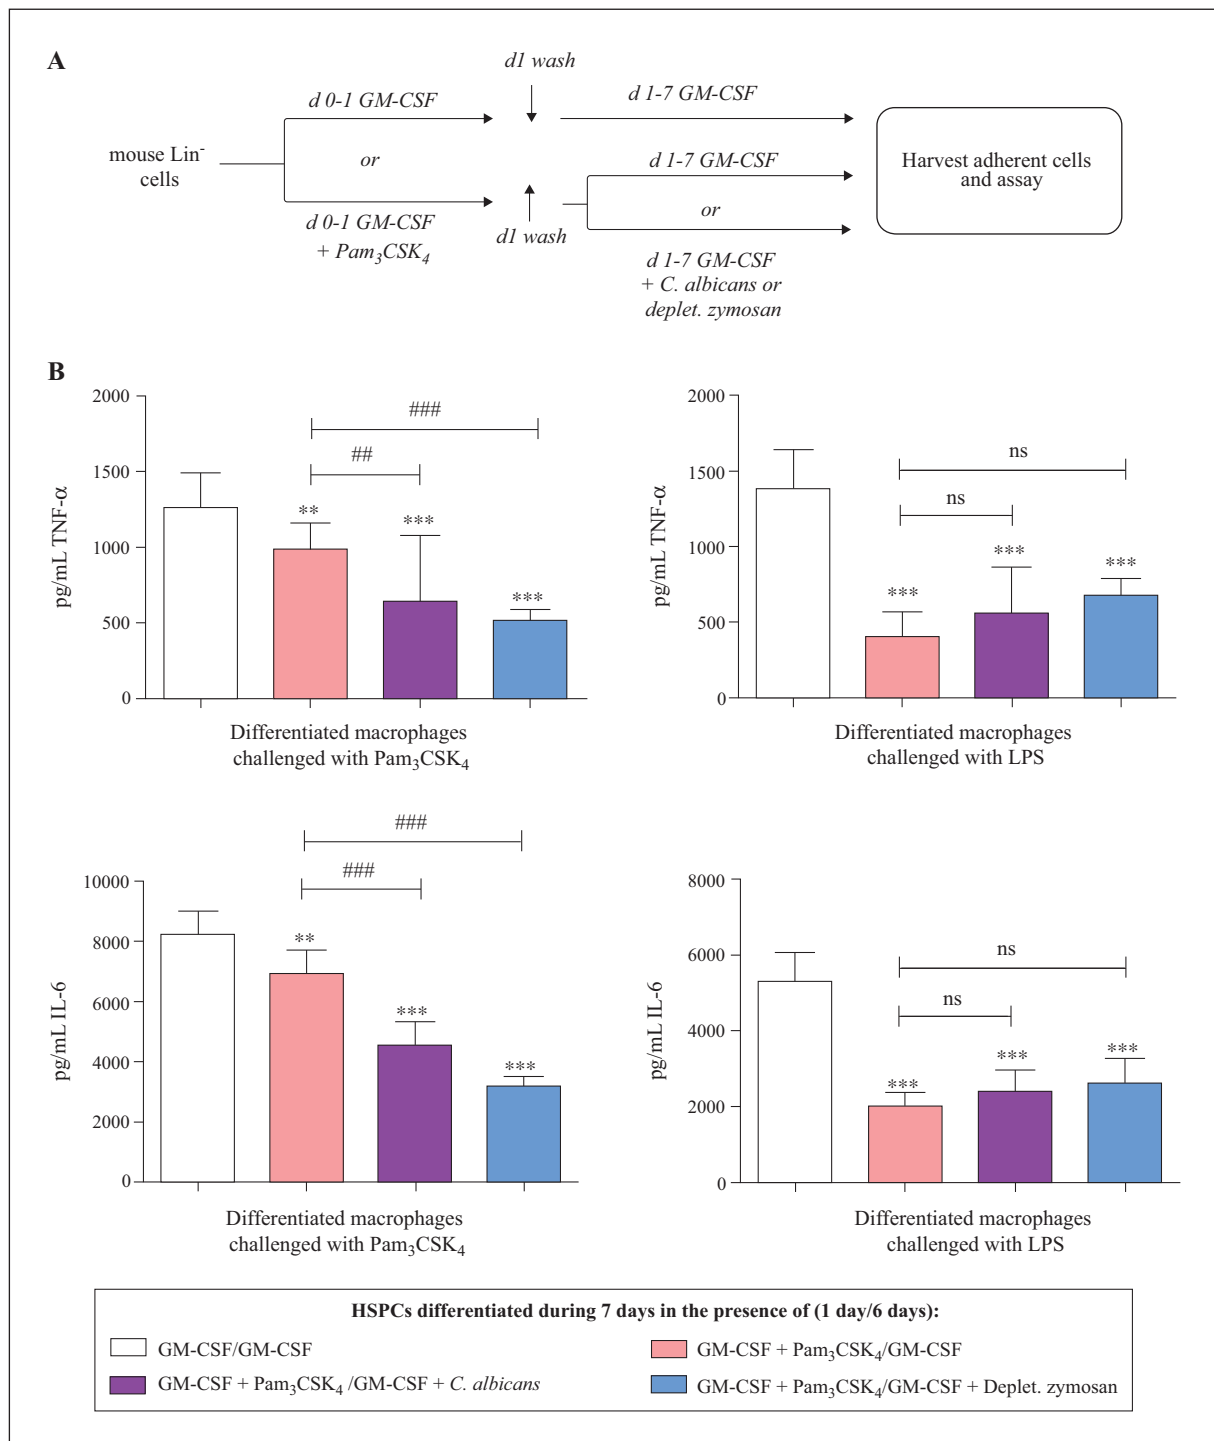 A
d1 wash
d 0-1 GM-CSF
d 1-7 GM-CSF
mouse Lin-
cells
or
d 1-7 GM-CSF
Harvest adherent cells
and assay
d 0-1 GM-CSF
+ Pam3CSK4
d1 wash
or
d 1-7 GM-CSF
+ C. albicans or
deplet. zymosan
B
pg/mL TNF-α
2000
1500
1000
500
0
###
##
**
***
***
Differentiated macrophages
challenged with Pam3CSK4
pg/mL TNF-α
2000
1500
1000
500
0
ns
ns
***
***
***
Differentiated macrophages
challenged with LPS
pg/mL IL-6
10000
8000
6000
4000
2000
0
###
###
**
***
***
Differentiated macrophages
challenged with Pam3CSK4
pg/mL IL-6
8000
6000
4000
2000
0
ns
ns
***
***
***
Differentiated macrophages
challenged with LPS
HSPCs differentiated during 7 days in the presence of (1 day/6 days):
GM-CSF/GM-CSF
GM-CSF + Pam3CSK4/GM-CSF
GM-CSF + Pam3CSK4 /GM-CSF + C. albicans
GM-CSF + Pam3CSK4/GM-CSF + Deplet. zymosan